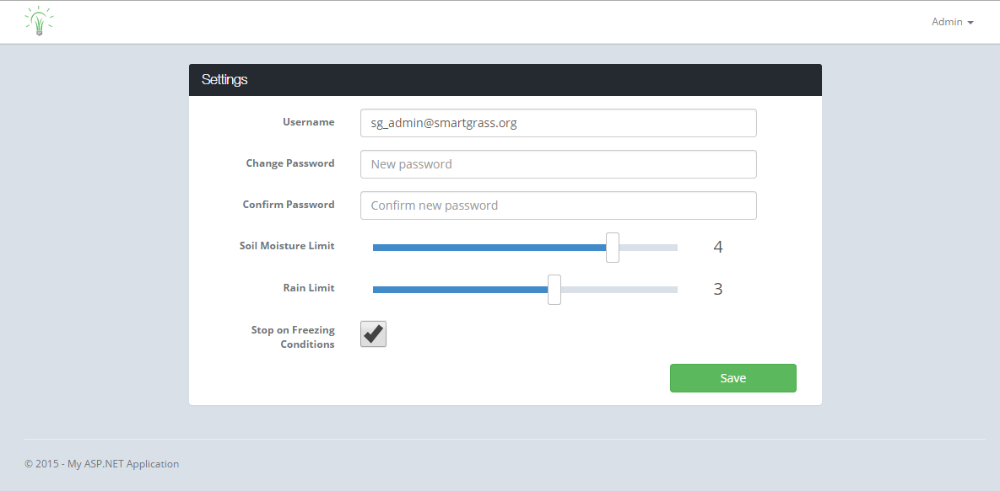 Admin
Settings
Username
sg_admin@smartgrass.org
Change Password
New password
Confirm Password
Confirm new password
Soil Moisture Limit
4
Rain Limit
3
Stop on Freezing
Conditions
Save
© 2015 - My ASP.NET Application